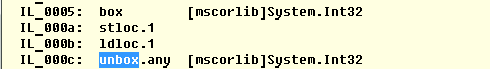 IL_0005: box [mscorlib]System.Int32
IL_000a: stloc.1
IL_000b: ldloc.1
IL_000c: unbox.any [mscorlib]System.Int32